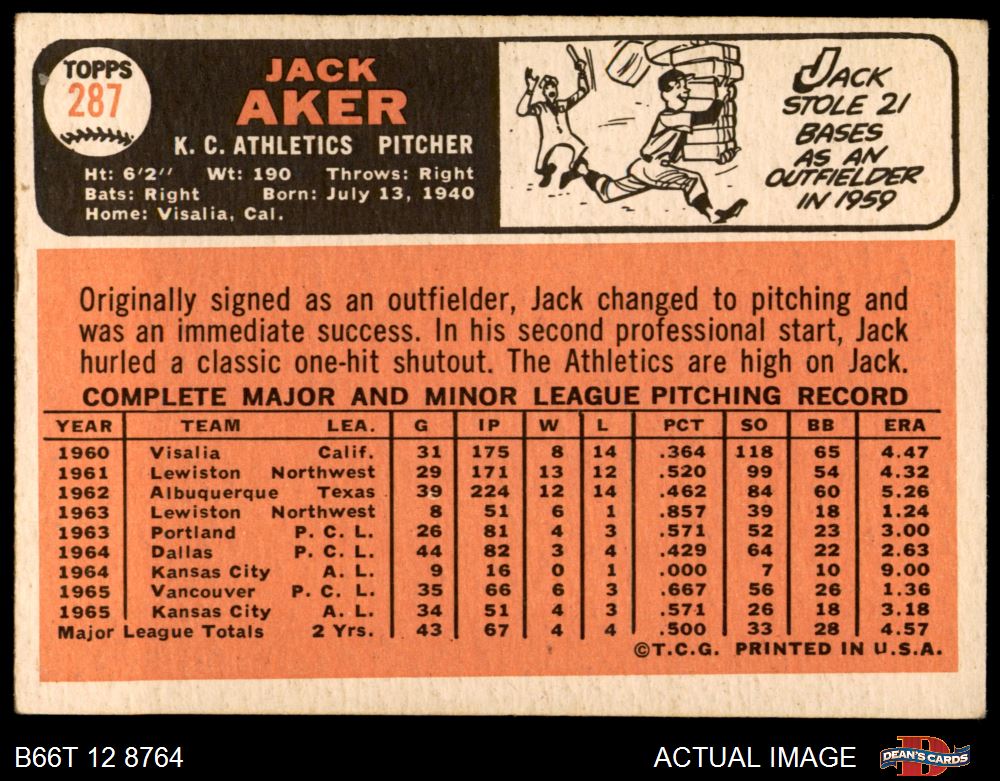 TOPPS
287
JACK
AKER
K. C. ATHLETICS PITCHER
Ht: 6'2" Wt: 190 Throws: Right
Bats: Right Born: July 13, 1940
Home: Visalia, Cal.
JACK
STOLE 21
BASES
AS AN
OUTFIELDER
IN 1959
Originally signed as an outfielder, Jack changed to pitching and
was an immediate success. In his second professional start, Jack
hurled a classic one-hit shutout. The Athletics are high on Jack.
COMPLETE MAJOR AND MINOR LEAGUE PITCHING RECORD
YEAR TEAM LEA. G IP W L PCT SO BB ERA
1960 Visalia Calif. 31 175 8 14 .364 118 65 4.47
1961 Lewiston Northwest 29 171 13 12 .520 99 54 4.32
1962 Albuquerque Texas 39 224 12 14 .462 84 60 5.26
1963 Lewiston Northwest 8 51 6 1 .857 39 18 1.24
1963 Portland P. C. L. 26 81 4 3 .571 52 23 3.00
1964 Dallas P. C. L. 44 82 3 4 .429 64 22 2.63
1964 Kansas City A. L. 9 16 0 1 .000 7 10 9.00
1965 Vancouver P. C. L. 35 66 6 3 .667 56 26 1.36
1965 Kansas City A. L. 34 51 4 3 .571 26 18 3.18
Major League Totals 2 Yrs. 43 67 4 4 .500 33 28 4.57
©T.C.G. PRINTED IN U.S.A.
B66T 12 8764
ACTUAL IMAGE
DEAN'S CARDS